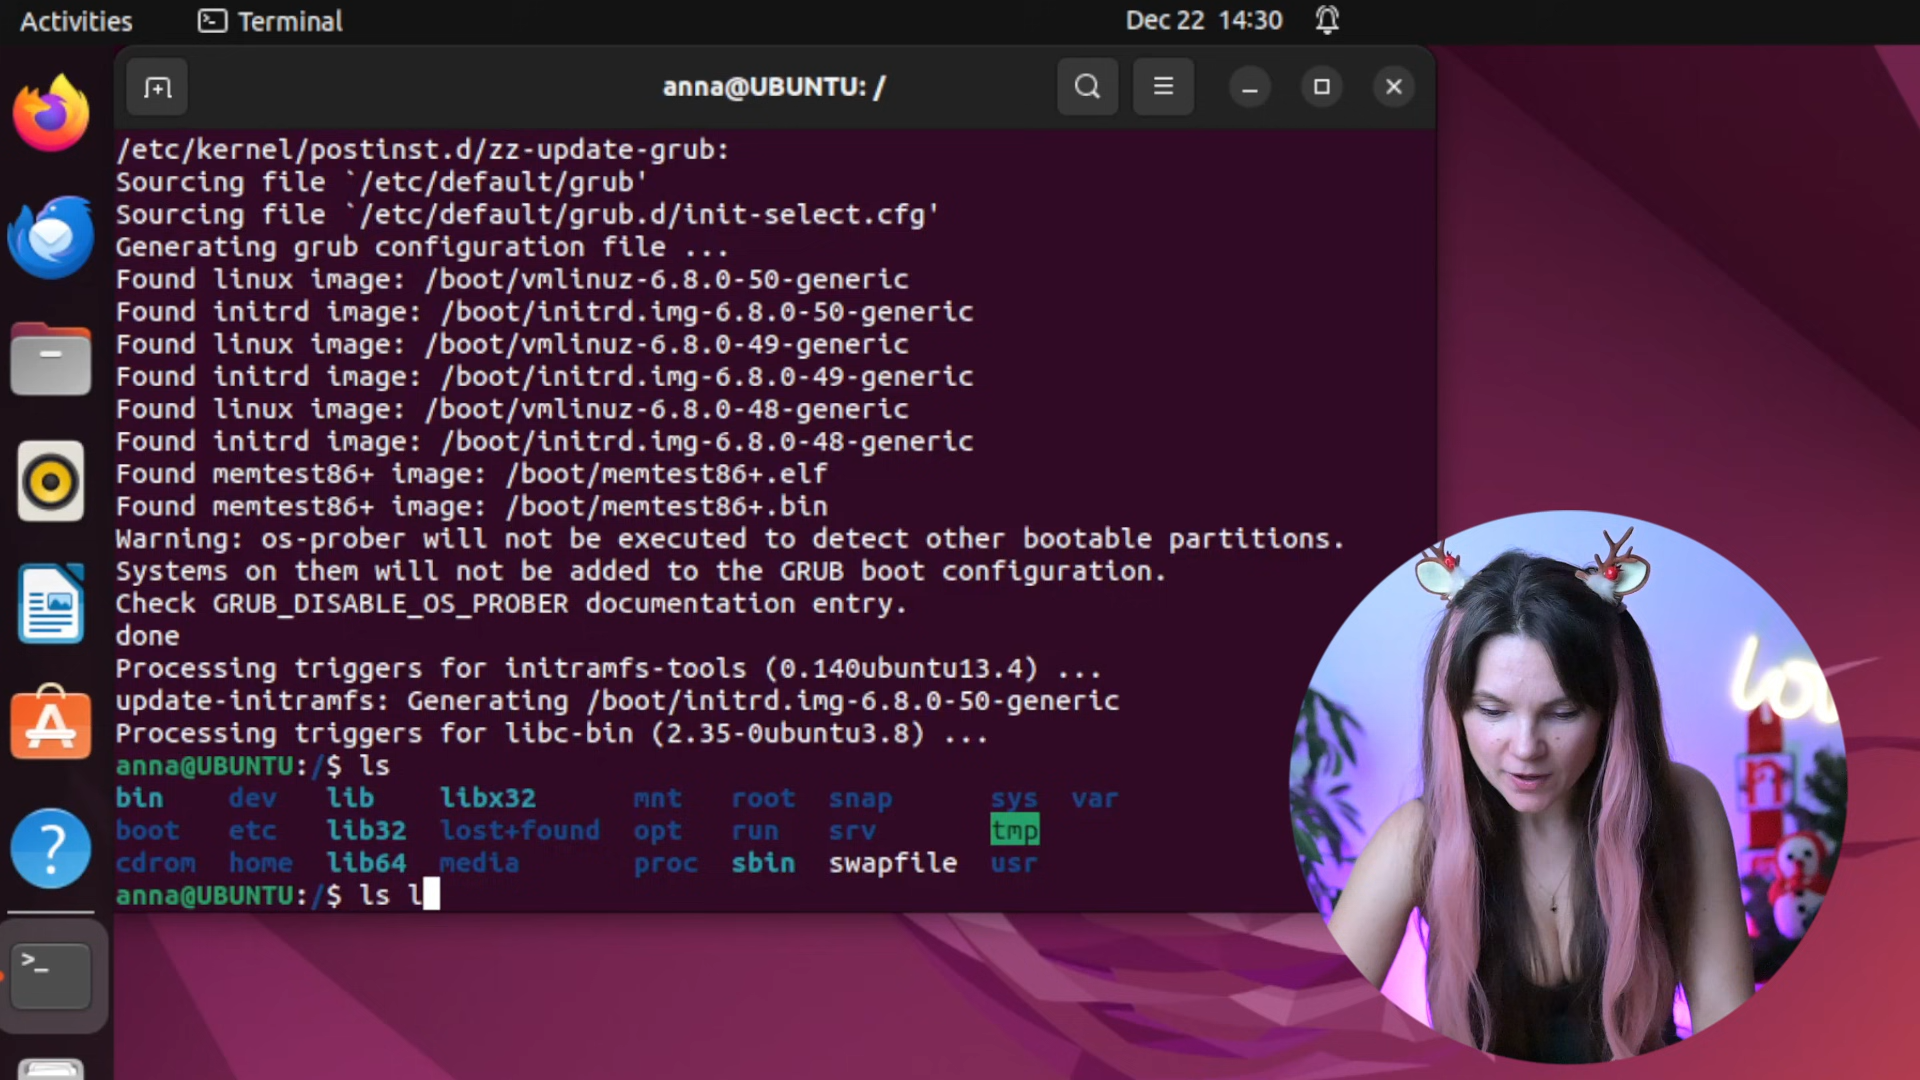 Activities Terminal Dec 22 14:30
anna@UBUNTU: /
/etc/kernel/postinst.d/zz-update-grub:
Sourcing file `/etc/default/grub'
Sourcing file `/etc/default/grub.d/init-select.cfg'
Generating grub configuration file ...
Found linux image: /boot/vmlinuz-6.8.0-50-generic
Found initrd image: /boot/initrd.img-6.8.0-50-generic
Found linux image: /boot/vmlinuz-6.8.0-49-generic
Found initrd image: /boot/initrd.img-6.8.0-49-generic
Found linux image: /boot/vmlinuz-6.8.0-48-generic
Found initrd image: /boot/initrd.img-6.8.0-48-generic
Found memtest86+ image: /boot/memtest86+.elf
Found memtest86+ image: /boot/memtest86+.bin
Warning: os-prober will not be executed to detect other bootable partitions.
Systems on them will not be added to the GRUB boot configuration.
Check GRUB_DISABLE_OS_PROBER documentation entry.
done
Processing triggers for initramfs-tools (0.140ubuntu13.4) ...
update-initramfs: Generating /boot/initrd.img-6.8.0-50-generic
Processing triggers for libc-bin (2.35-0ubuntu3.8) ...
anna@UBUNTU:/$ ls
bin dev lib libx32 mnt root snap sys var
boot etc lib32 lost+found opt run srv tmp
cdrom home lib64 media proc sbin swapfile usr
anna@UBUNTU:/$ ls l